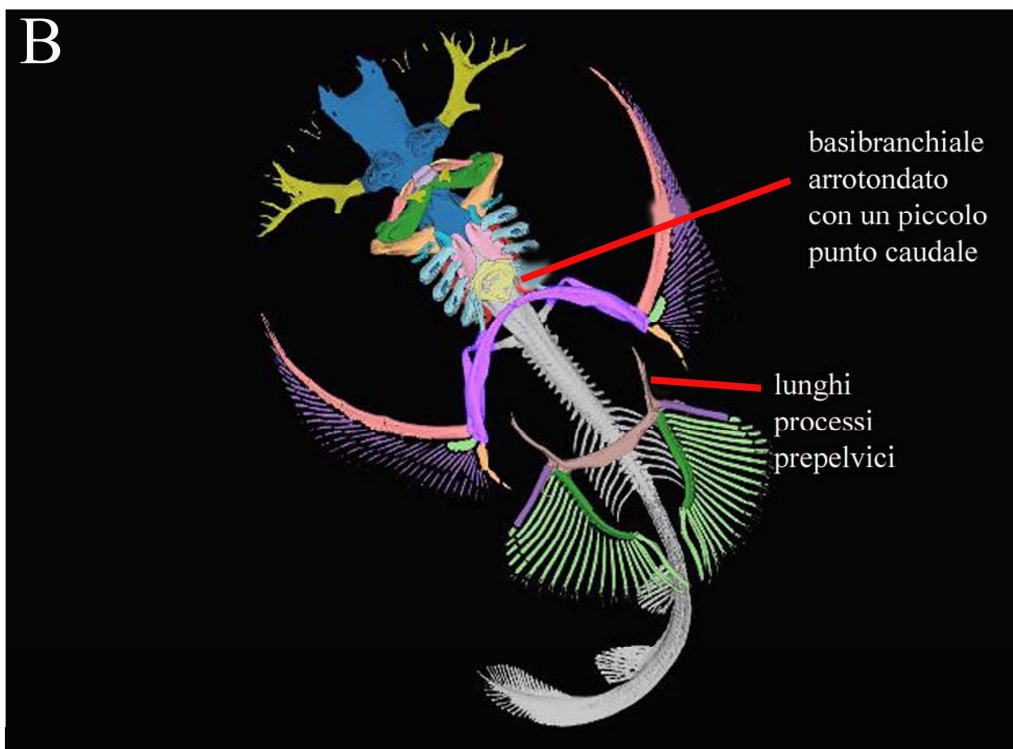 B
basibranchiale
arrotondato
con un piccolo
punto caudale
lunghi
processi
prepelvici